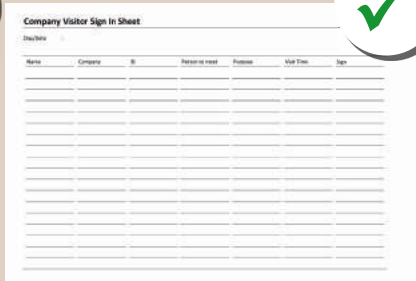 Company Visitor Sign In Sheet
Day/Date
Name Company ID Person to meet Purpose Visit Time Sign